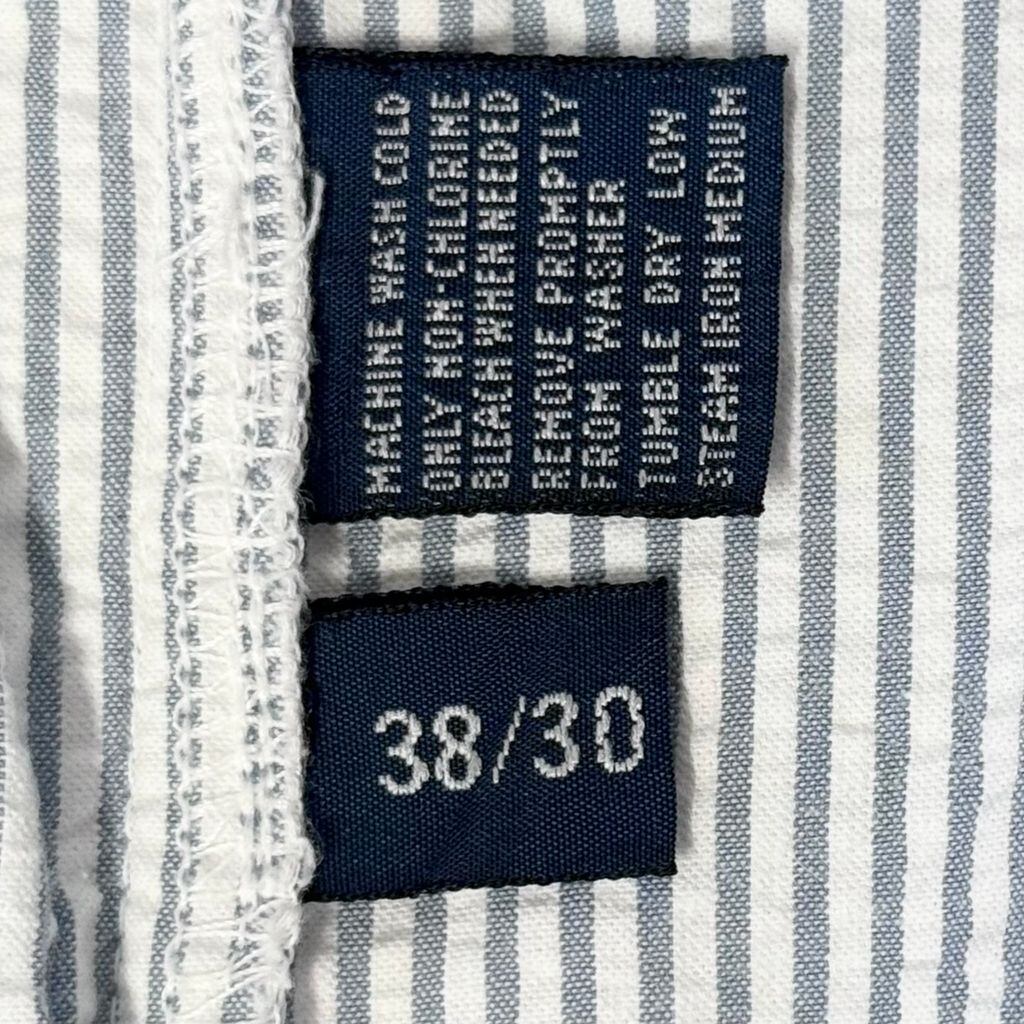 MACHINE WASH COLD
ONLY NON-CHLORINE
BLEACH WHEN NEEDED
REMOVE PROMPTLY
FROM WASHER
TUMBLE DRY LOW
STEAM IRON MEDIUM
38/30